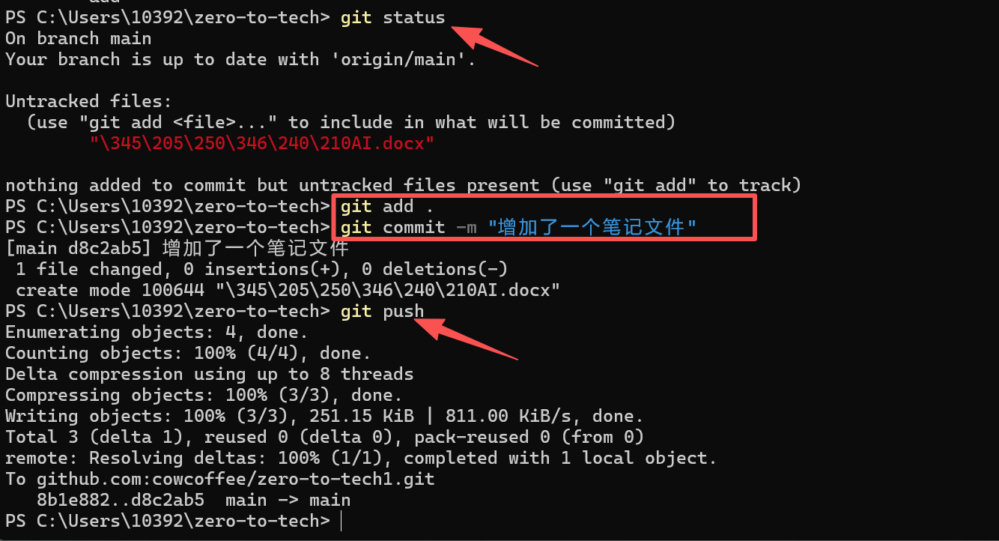 add
PS C:\Users\10392\zero-to-tech> git status
On branch main
Your branch is up to date with 'origin/main'.
Untracked files:
(use "git add <file>..." to include in what will be committed)
"\345\205\250\346\240\210AI.docx"
nothing added to commit but untracked files present (use "git add" to track)
PS C:\Users\10392\zero-to-tech> git add .
PS C:\Users\10392\zero-to-tech> git commit -m "增加了一个笔记文件"
[main d8c2ab5] 增加了一个笔记文件
1 file changed, 0 insertions(+), 0 deletions(-)
create mode 100644 "\345\205\250\346\240\210AI.docx"
PS C:\Users\10392\zero-to-tech> git push
Enumerating objects: 4, done.
Counting objects: 100% (4/4), done.
Delta compression using up to 8 threads
Compressing objects: 100% (3/3), done.
Writing objects: 100% (3/3), 251.15 KiB | 811.00 KiB/s, done.
Total 3 (delta 1), reused 0 (delta 0), pack-reused 0 (from 0)
remote: Resolving deltas: 100% (1/1), completed with 1 local object.
To github.com:cowcoffee/zero-to-tech1.git
8b1e882..d8c2ab5  main -> main
PS C:\Users\10392\zero-to-tech>